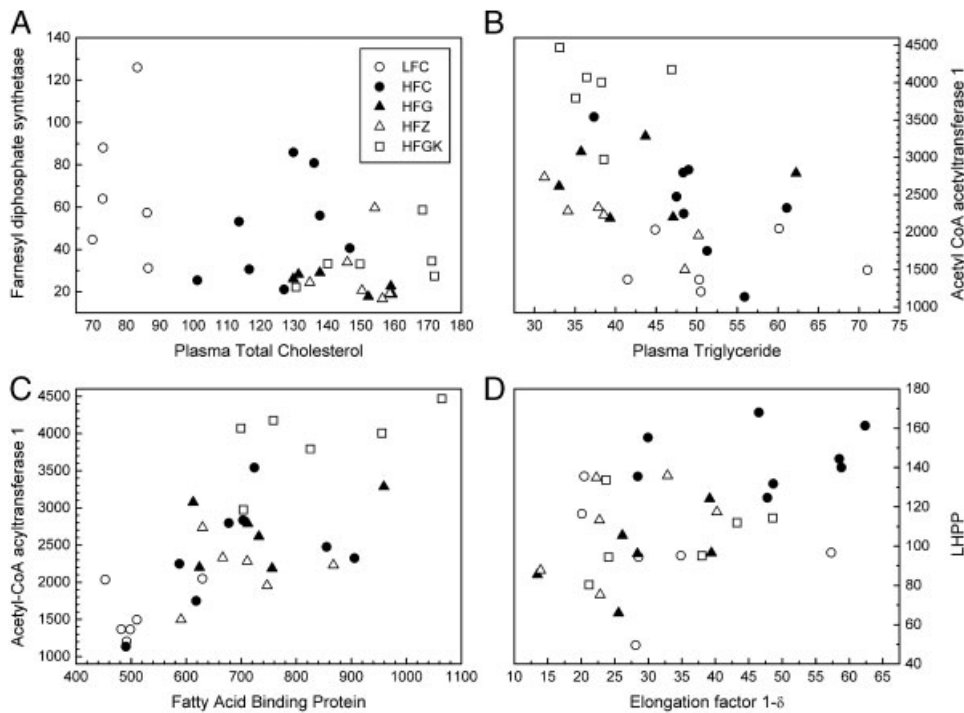 A
B
140
120
100
80
60
40
20
Farnesyl diphosphate synthetase
LFC
HFC
HFG
HFZ
HFGK
70 80 90 100 110 120 130 140 150 160 170 180
Plasma Total Cholesterol
4500
4000
3500
3000
2500
2000
1500
1000
Acetyl CoA acetyltransferase 1
30 35 40 45 50 55 60 65 70 75
Plasma Triglyceride
C
D
4500
4000
3500
3000
2500
2000
1500
1000
Acetyl-CoA acyltransferase 1
400 500 600 700 800 900 1000 1100
Fatty Acid Binding Protein
180
160
140
120
100
80
60
40
LHPP
10 15 20 25 30 35 40 45 50 55 60 65
Elongation factor 1-δ